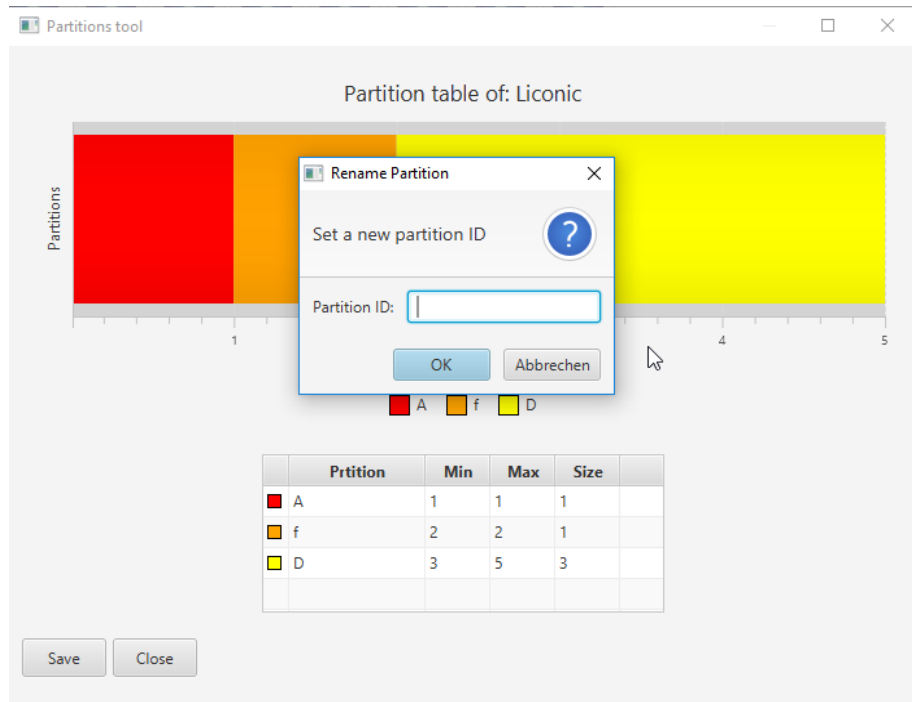 Partitions tool
Partition table of: Liconic
Partitions
Rename Partition
Set a new partition ID
?
Partition ID:
OK Abbrechen
1 4 5
A f D
Prtition Min Max Size
A 1 1 1
f 2 2 1
D 3 5 3
Save Close